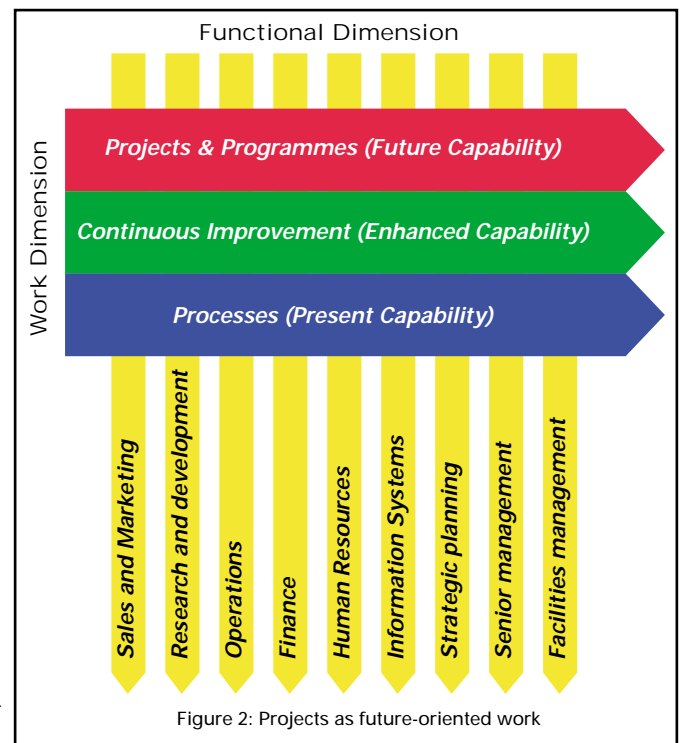 Functional Dimension
Work Dimension
Projects & Programmes (Future Capability)
Continuous Improvement (Enhanced Capability)
Processes (Present Capability)
Sales and Marketing
Research and development
Operations
Finance
Human Resources
Information Systems
Strategic planning
Senior management
Facilities management
Figure 2: Projects as future-oriented work